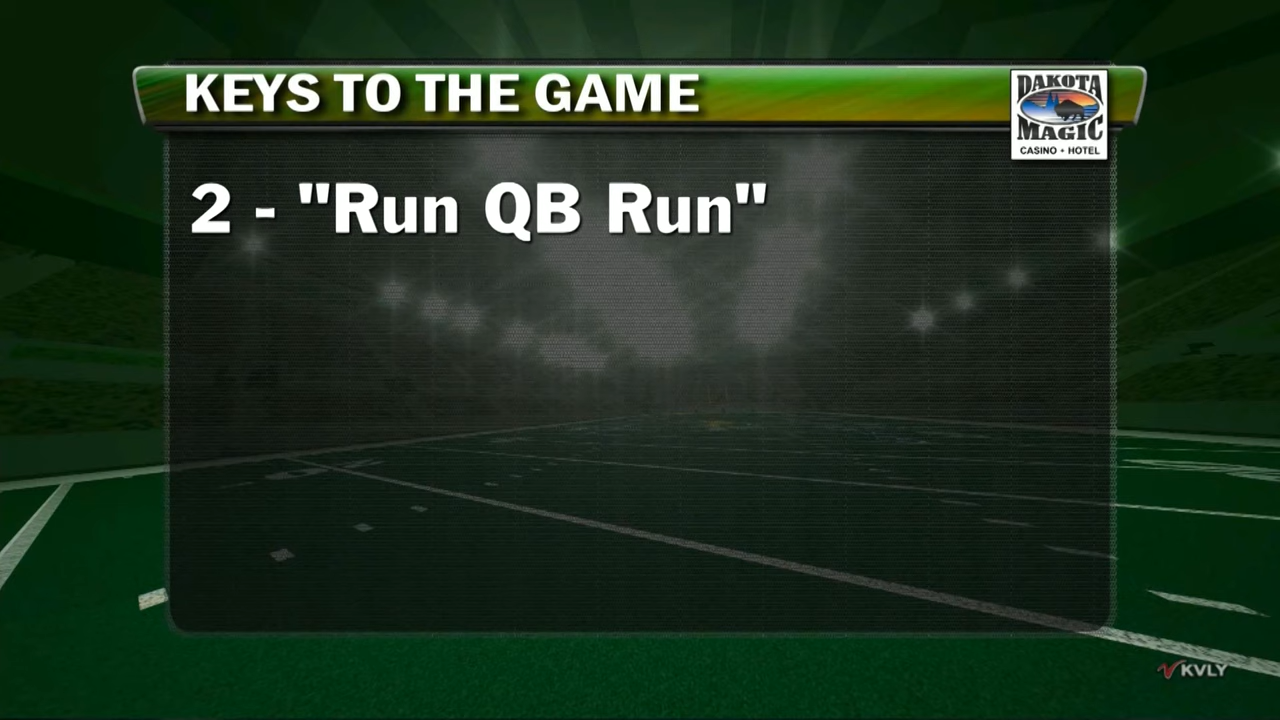 KEYS TO THE GAME
DAKOTA
MAGIC
CASINO + HOTEL
2 - "Run QB Run"
KVLY